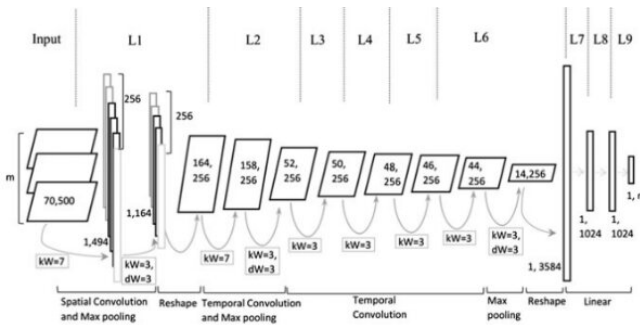 Input L1 L2 L3 L4 L5 L6 L7 L8 L9
256
256
m
70,500
1,494
1,164
164,
256
158,
256
52,
256
50,
256
48,
256
46,
256
44,
256
14,256
1, 3584
1,
1024
1,
1024
kW=7
kW=3,
dW=3
kW=7
kW=3,
dW=3
kW=3
kW=3
kW=3
kW=3
kW=3,
dW=3
Spatial Convolution
and Max pooling
Reshape
Temporal Convolution
and Max pooling
Temporal
Convolution
Max
pooling
Reshape
Linear